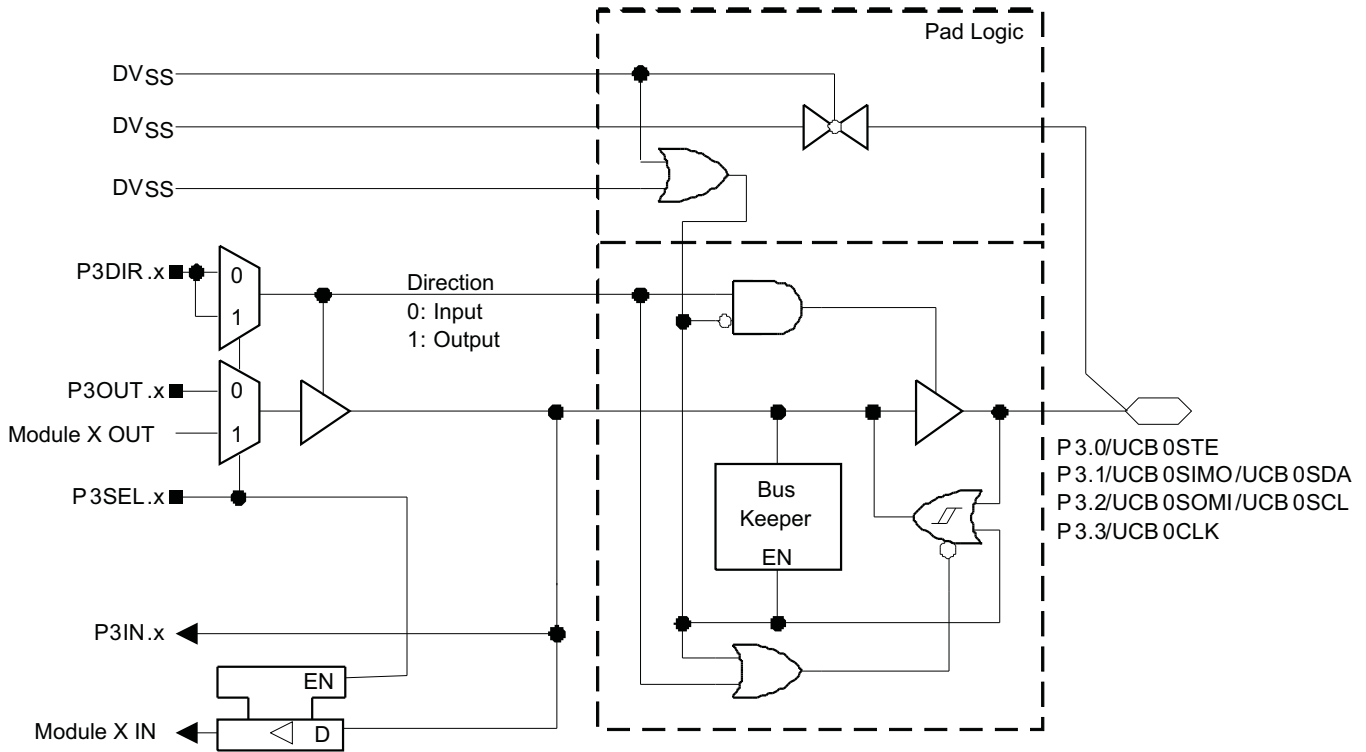 Pad Logic
DVSS
DVSS
DVSS
P3DIR.x
0
1
Direction
0: Input
1: Output
P3OUT.x
0
Module X OUT
1
P3SEL.x
Bus
Keeper
EN
P3.0/UCB0STE
P3.1/UCB0SIMO/UCB0SDA
P3.2/UCB0SOMI/UCB0SCL
P3.3/UCB0CLK
P3IN.x
EN
Module X IN
D